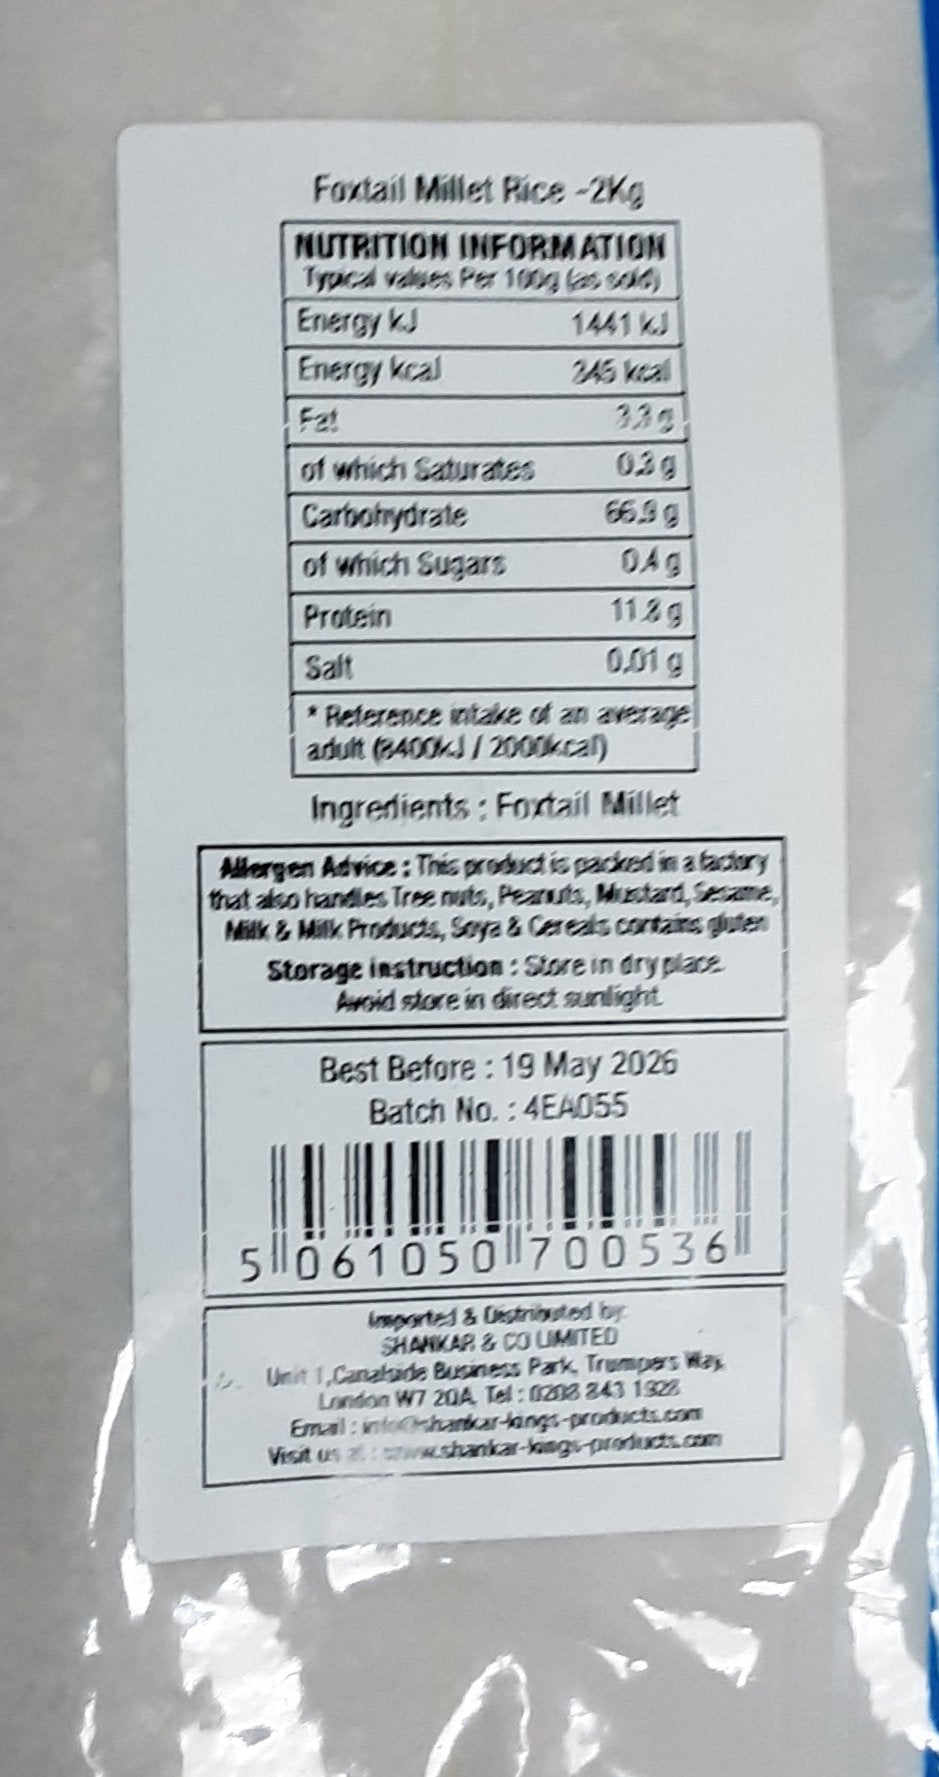 Foxtail Millet Rice -2Kg
NUTRITION INFORMATION
Typical values Per 100g (as sold)
Energy kJ 1441 kJ
Energy kcal 345 kcal
Fat 3.3 g
of which Saturates 0.3 g
Carbohydrate 66.9 g
of which Sugars 0.4 g
Protein 11.8 g
Salt 0.01 g
* Reference intake of an average
adult (8400kJ / 2000kcal)
Ingredients : Foxtail Millet
Allergen Advice : This product is packed in a factory
that also handles Tree nuts, Peanuts, Mustard, Sesame,
Milk & Milk Products, Soya & Cereals contains gluten
Storage instruction : Store in dry place.
Avoid store in direct sunlight.
Best Before : 19 May 2026
Batch No. : 4EA055
5 061050 700536
Imported & Distributed by:
SHANKAR & CO LIMITED
Unit 1, Canalside Business Park, Trumpers Way,
London W7 2QA, Tel : 0208 843 1928
Email : info@shankar-kings-products.com
Visit us at : www.shankar-kings-products.com